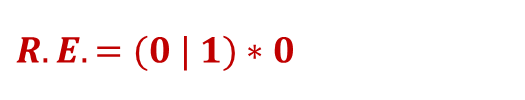 R.E.= (0 | 1) * 0